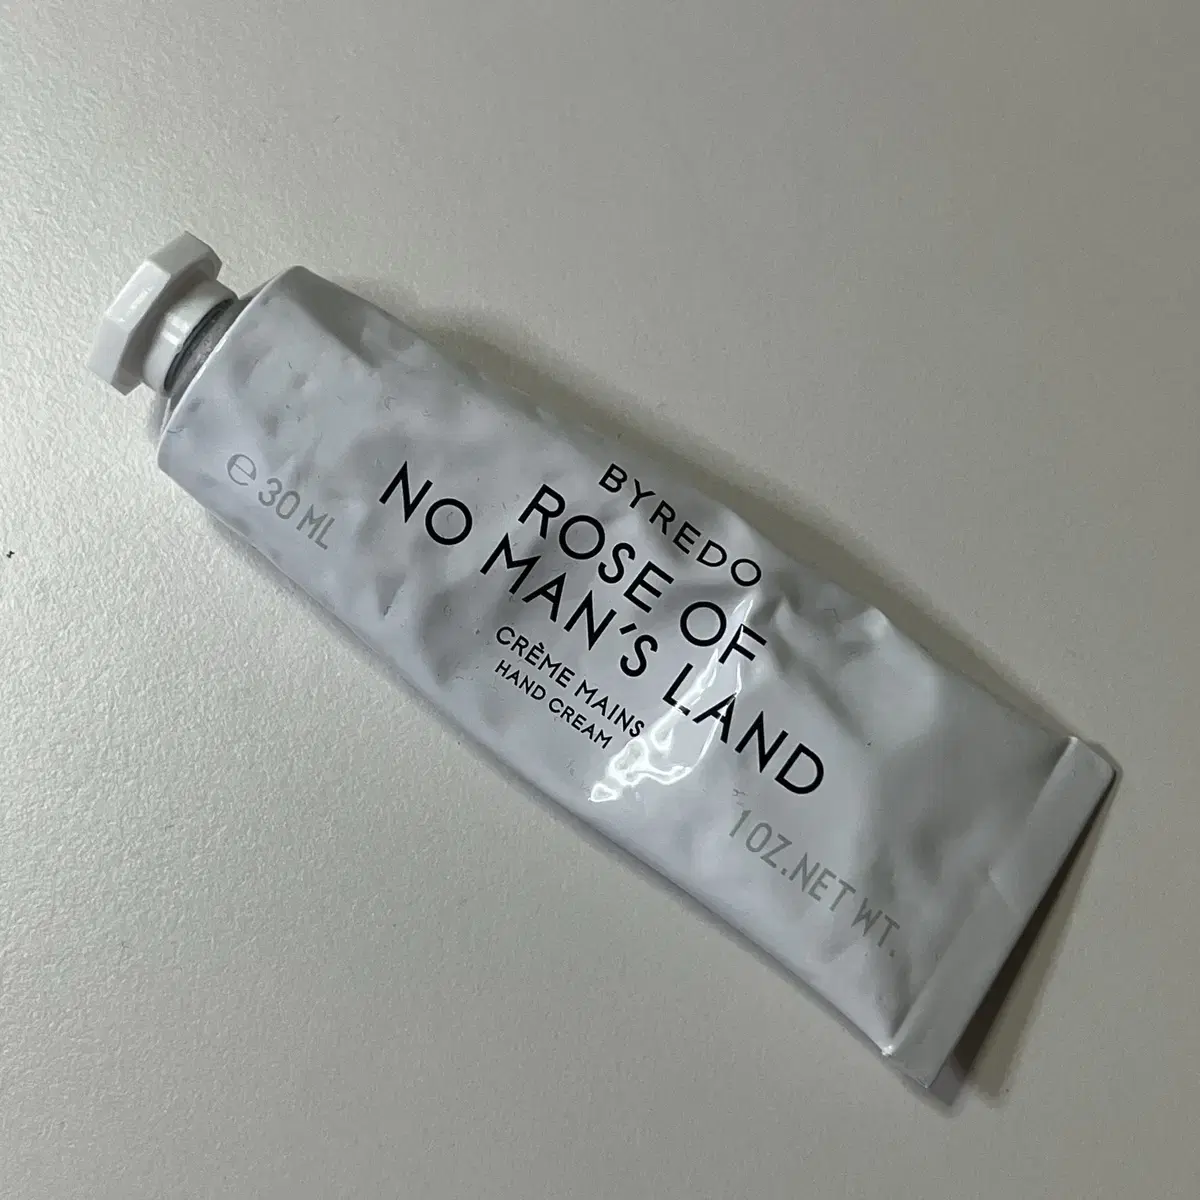 BYREDO
ROSE OF
NO MAN'S LAND
CRÈME MAINS
HAND CREAM
℮ 30 ML
1 OZ. NET WT.